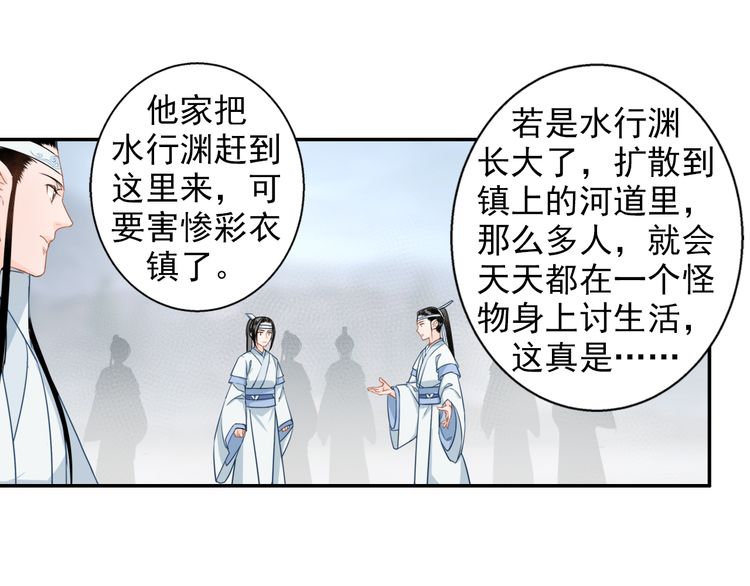 他家把
水行渊赶到
这里来，可
要害惨彩衣
镇了。
若是水行渊
长大了，扩散到
镇上的河道里，
那么多人，就会
天天都在一个怪
物身上讨生活，
这真是……